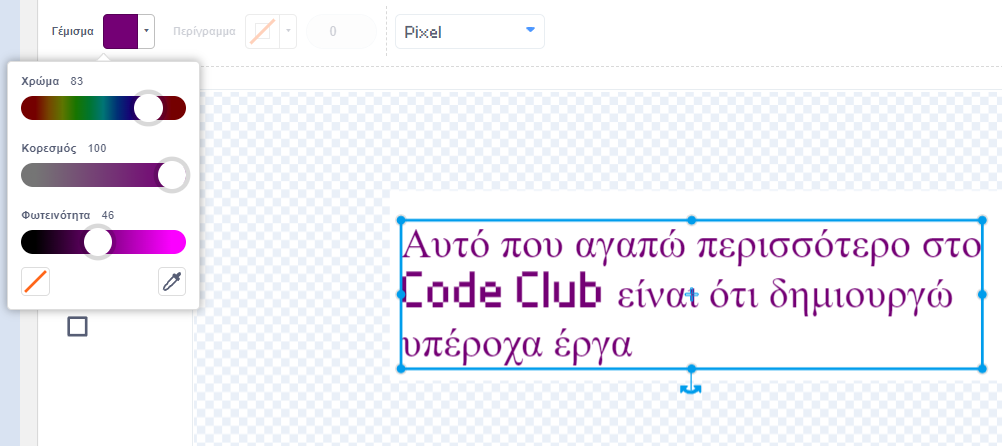 Γέμισμα Περίγραμμα 0 Pixel
Χρώμα 83
Κορεσμός 100
Φωτεινότητα 46
Αυτό που αγαπώ περισσότερο στο
Code Club είναι ότι δημιουργώ
υπέροχα έργα